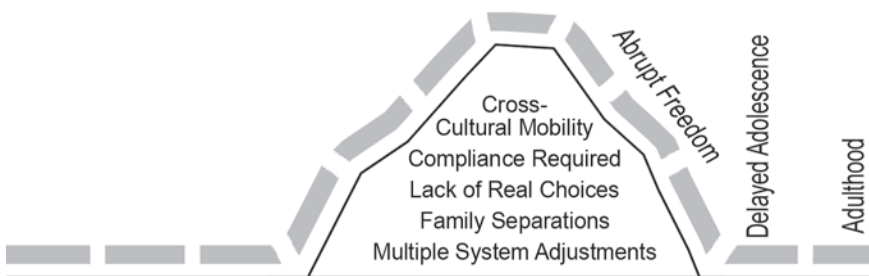 Cross-
Cultural Mobility
Compliance Required
Lack of Real Choices
Family Separations
Multiple System Adjustments
Abrupt Freedom
Delayed Adolescence
Adulthood